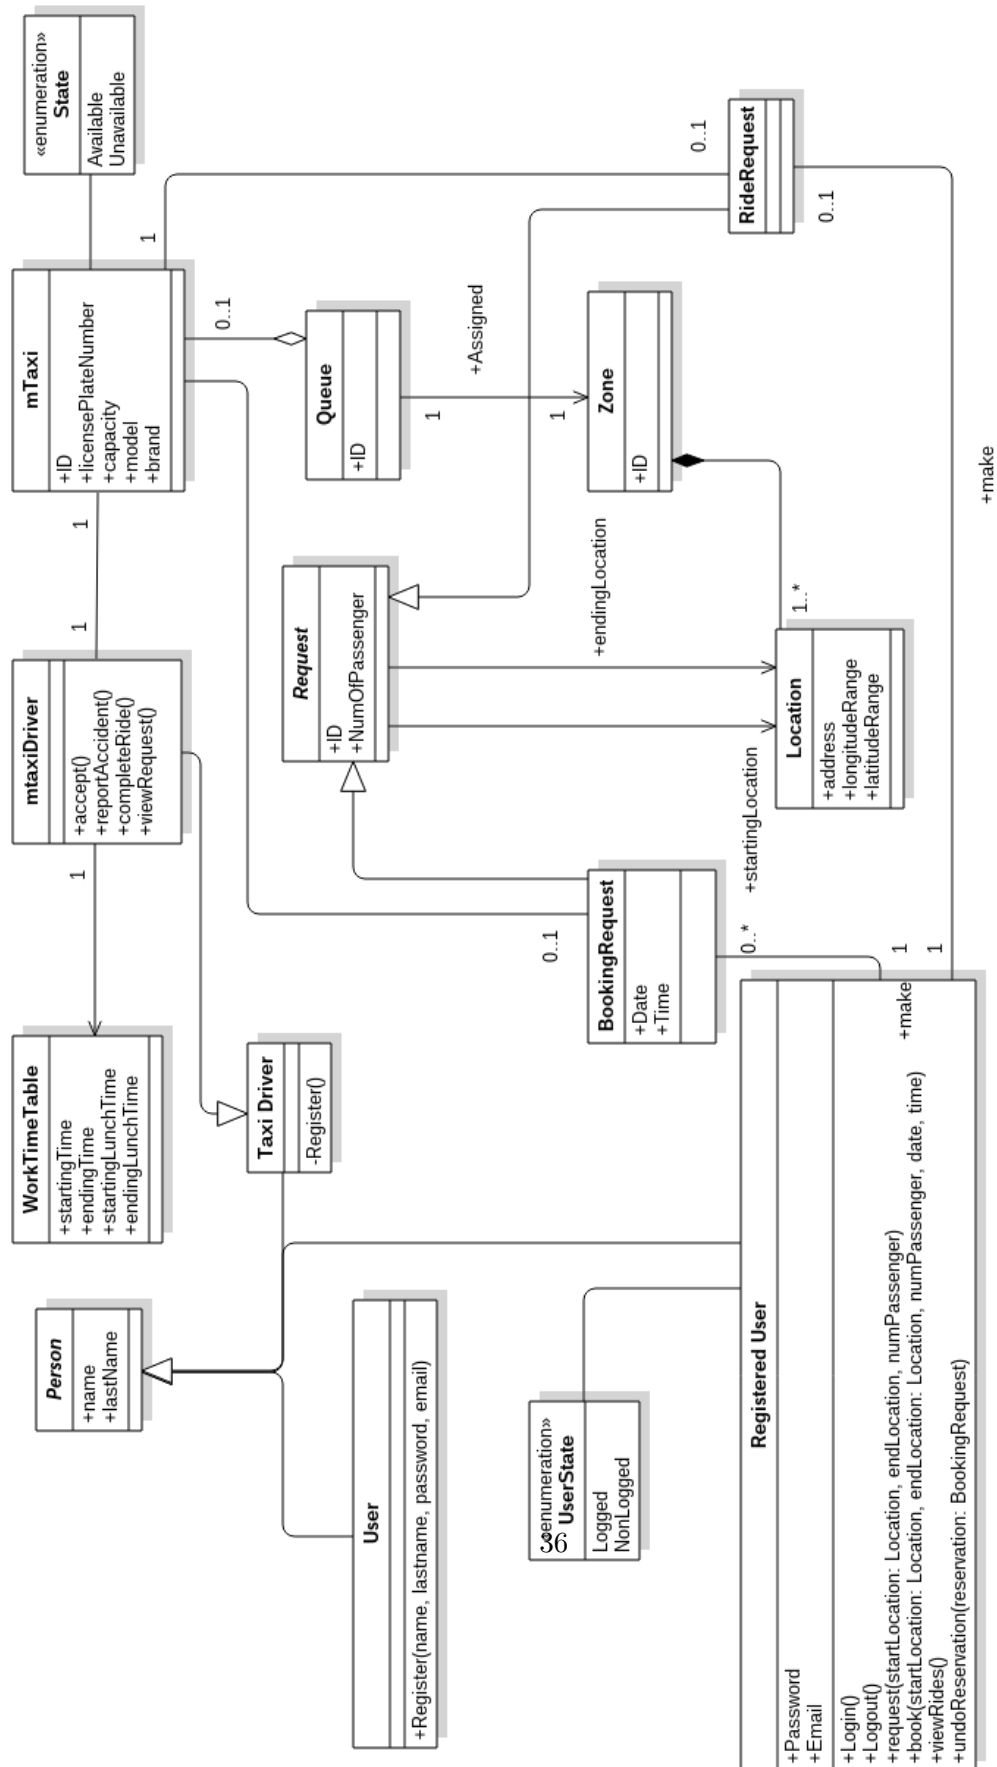 Person
+name
+lastName
WorkTimeTable
+startingTime
+endingTime
+startingLunchTime
+endingLunchTime
1
mtaxiDriver
+accept()
+reportAccident()
+completeRide()
+viewRequest()
1
1
mTaxi
+ID
+licensePlateNumber
+capacity
+model
+brand
«enumeration»
State
Available
Unavailable
1
0..1
User
+Register(name, lastname, password, email)
Taxi Driver
-Register()
Request
+ID
+NumOfPassenger
Queue
+ID
1
+Assigned
1
«enumeration»
UserState
Logged
NonLogged
36
0..1
BookingRequest
+Date
+Time
+endingLocation
Zone
+ID
0..1
RideRequest
0..1
+startingLocation
0..*
Location
+address
+longitudeRange
+latitudeRange
1..*
Registered User
+Password
+Email
+Login()
+Logout()
+request(startLocation: Location, endLocation, numPassenger)
+book(startLocation: Location, endLocation: Location, numPassenger, date, time)
+viewRides()
+undoReservation(reservation: BookingRequest)
+make
1
1
+make